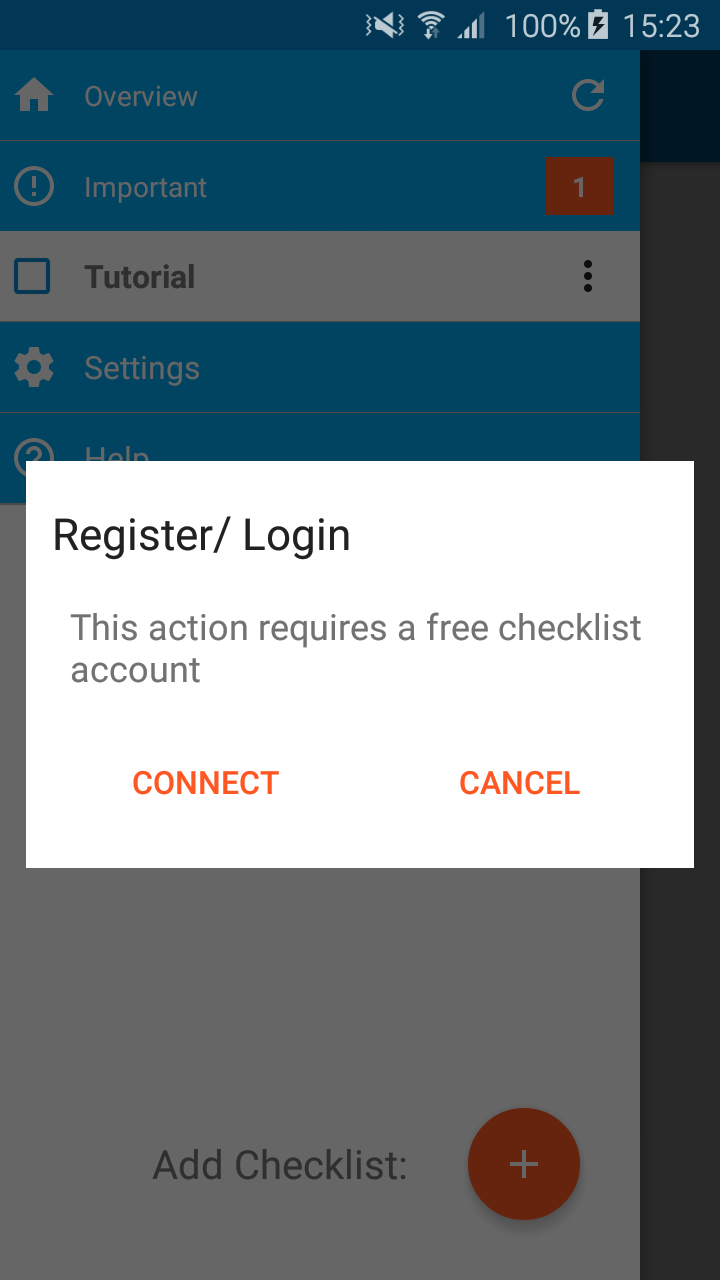 100% 15:23
Overview
Important 1
Tutorial
Settings
Help
Register/ Login
This action requires a free checklist
account
CONNECT CANCEL
Add Checklist: +